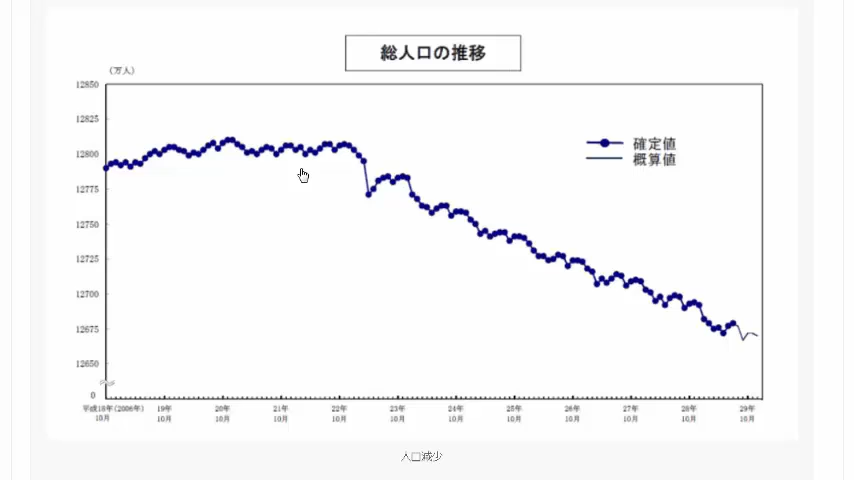 総人口の推移
(万人)
12850
12825
12800
12775
12750
12725
12700
12675
12650
0
確定値
概算値
平成18年(2006年) 19年 20年 21年 22年 23年 24年 25年 26年 27年 28年 29年
10月 10月 10月 10月 10月 10月 10月 10月 10月 10月 10月 10月
人口減少